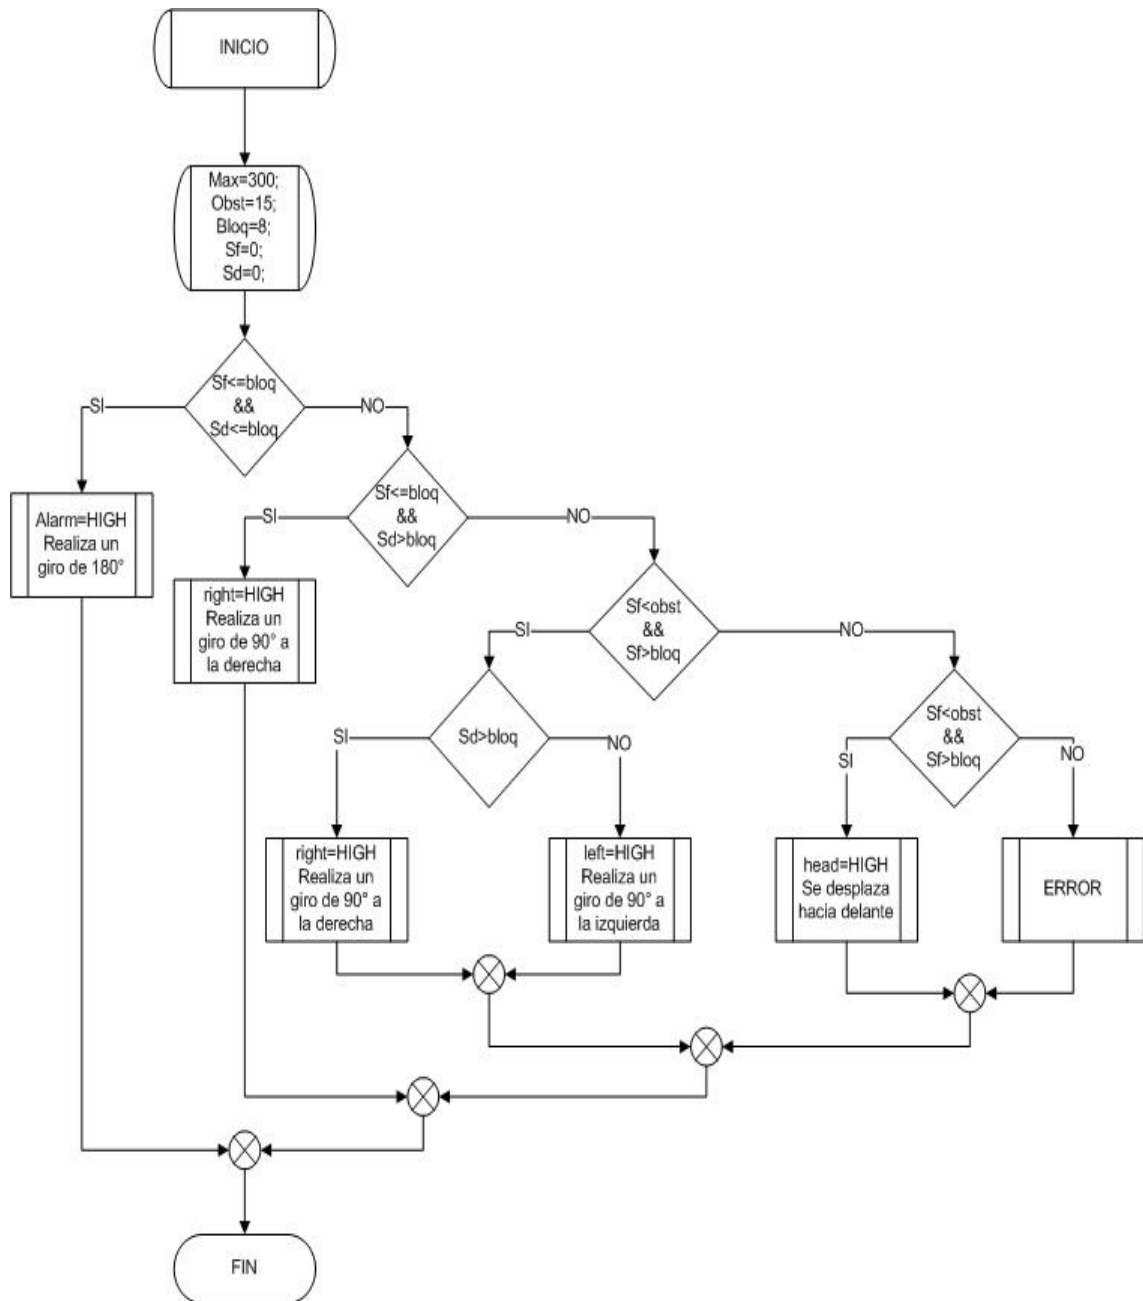 INICIO
Max=300;
Obst=15;
Bloq=8;
Sf=0;
Sd=0;
Sf<=bloq
&&
Sd<=bloq
SI
NO
Alarm=HIGH
Realiza un
giro de 180°
Sf<=bloq
&&
Sd>bloq
SI
NO
right=HIGH
Realiza un
giro de 90° a
la derecha
Sf<obst
&&
Sf>bloq
SI
NO
Sd>bloq
SI
NO
Sf<obst
&&
Sf>bloq
SI
NO
right=HIGH
Realiza un
giro de 90° a
la derecha
left=HIGH
Realiza un
giro de 90° a
la izquierda
head=HIGH
Se desplaza
hacia delante
ERROR
FIN